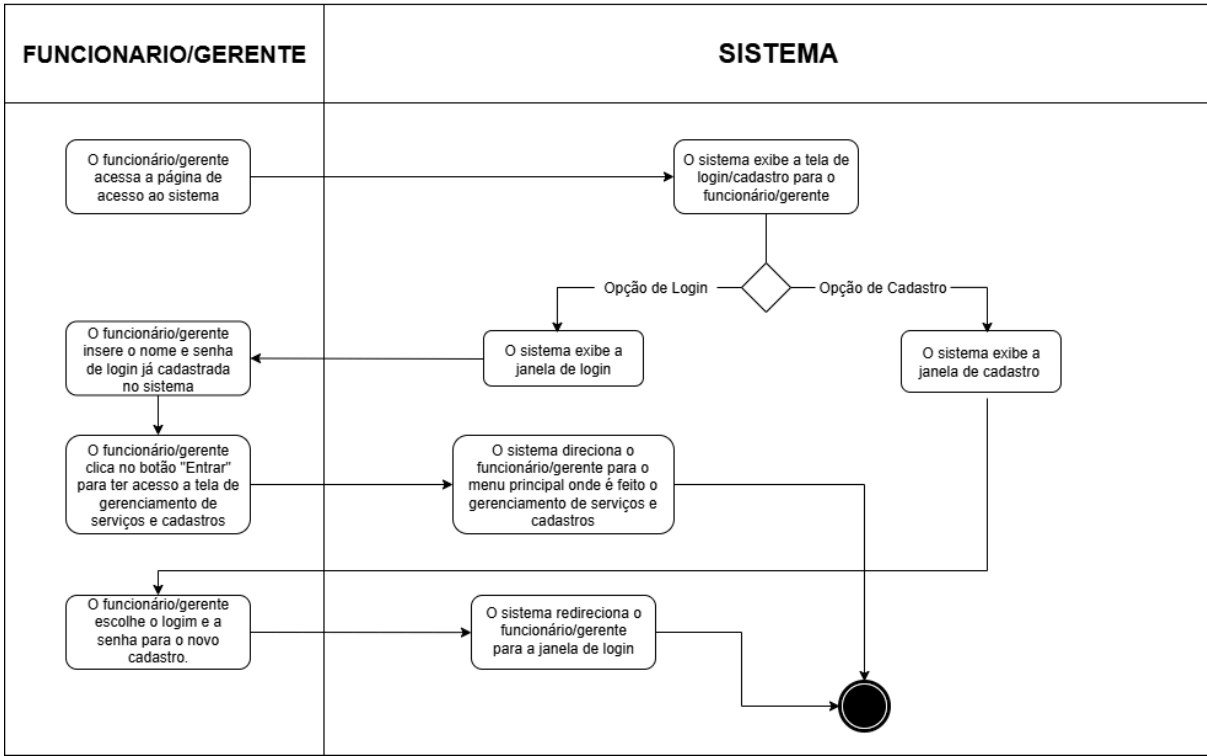 FUNCIONARIO/GERENTE
SISTEMA
O funcionário/gerente
acessa a página de
acesso ao sistema
O sistema exibe a tela de
login/cadastro para o
funcionário/gerente
Opção de Login
Opção de Cadastro
O funcionário/gerente
insere o nome e senha
de login já cadastrada
no sistema
O sistema exibe a
janela de login
O sistema exibe a
janela de cadastro
O funcionário/gerente
clica no botão "Entrar"
para ter acesso a tela de
gerenciamento de
serviços e cadastros
O sistema direciona o
funcionário/gerente para o
menu principal onde é feito o
gerenciamento de serviços e
cadastros
O funcionário/gerente
escolhe o logim e a
senha para o novo
cadastro.
O sistema redireciona o
funcionário/gerente
para a janela de login